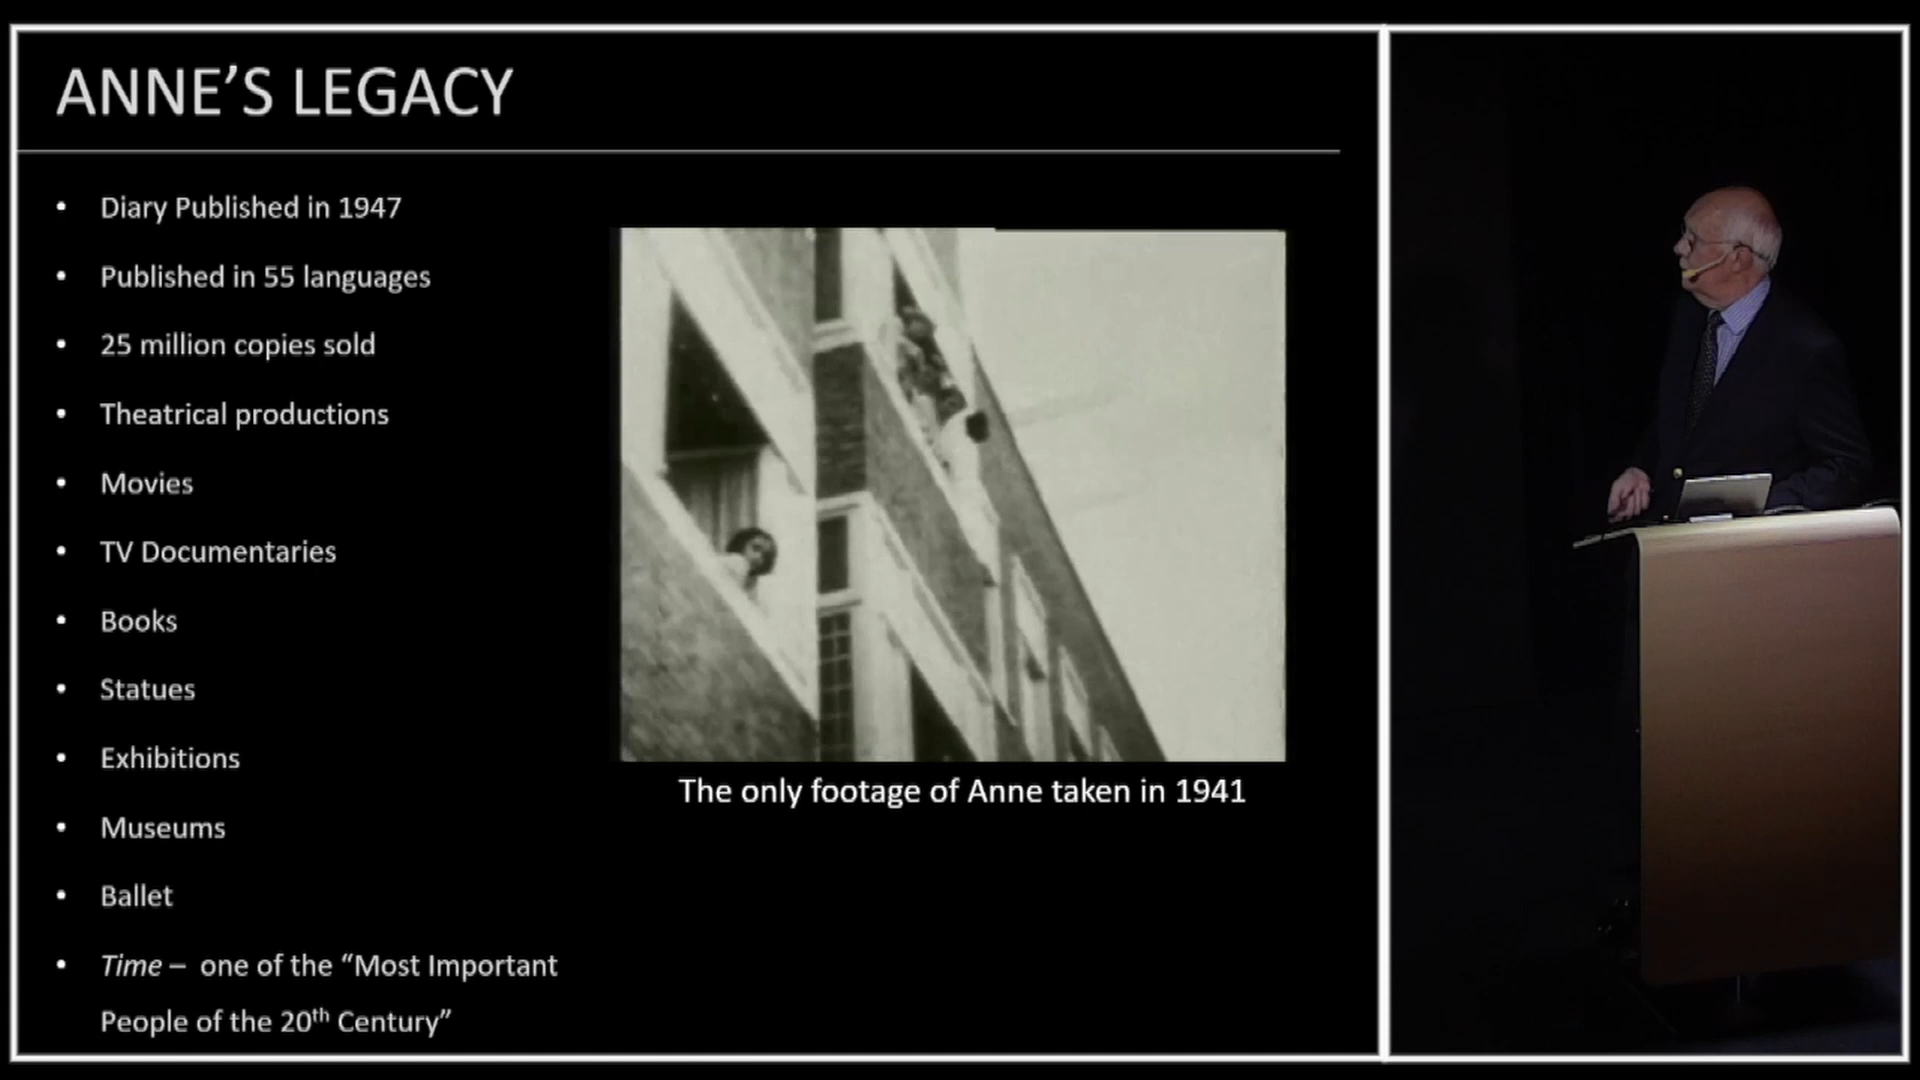 ANNE’S LEGACY
• Diary Published in 1947
• Published in 55 languages
• 25 million copies sold
• Theatrical productions
• Movies
• TV Documentaries
• Books
• Statues
• Exhibitions
• Museums
• Ballet
• Time – one of the “Most Important
People of the 20th Century”
The only footage of Anne taken in 1941